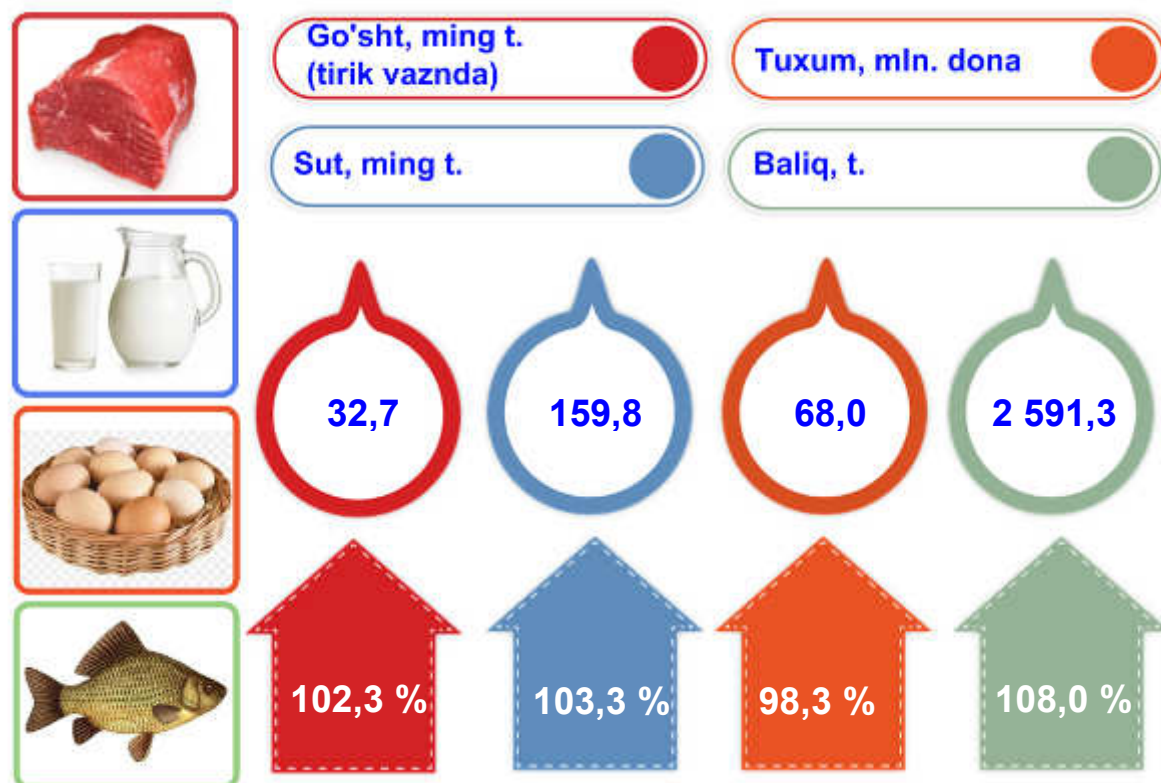 Go'sht, ming t.
(tirik vaznda)
Tuxum, mln. dona
Sut, ming t.
Baliq, t.
32,7
159,8
68,0
2 591,3
102,3 %
103,3 %
98,3 %
108,0 %